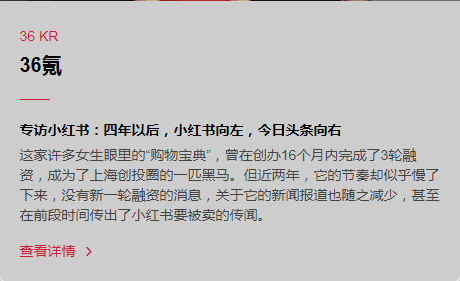 36 KR
36氪
专访小红书：四年以后，小红书向左，今日头条向右
这家许多女生眼里的“购物宝典”，曾在创办16个月内完成了3轮融
资，成为了上海创投圈的一匹黑马。但近两年，它的节奏却似乎慢了
下来，没有新一轮融资的消息，关于它的新闻报道也随之减少，甚至
在前段时间传出了小红书要被卖的传闻。
查看详情 >